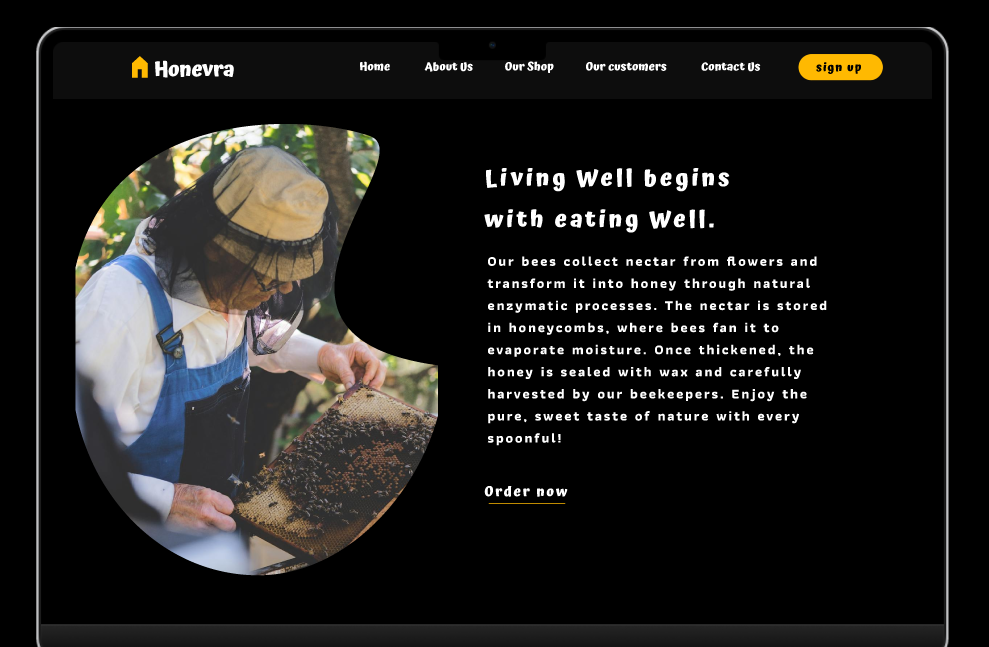 Honevra
Home About Us Our Shop Our customers Contact Us sign up
Living Well begins
with eating Well.
Our bees collect nectar from flowers and
transform it into honey through natural
enzymatic processes. The nectar is stored
in honeycombs, where bees fan it to
evaporate moisture. Once thickened, the
honey is sealed with wax and carefully
harvested by our beekeepers. Enjoy the
pure, sweet taste of nature with every
spoonful!
Order now